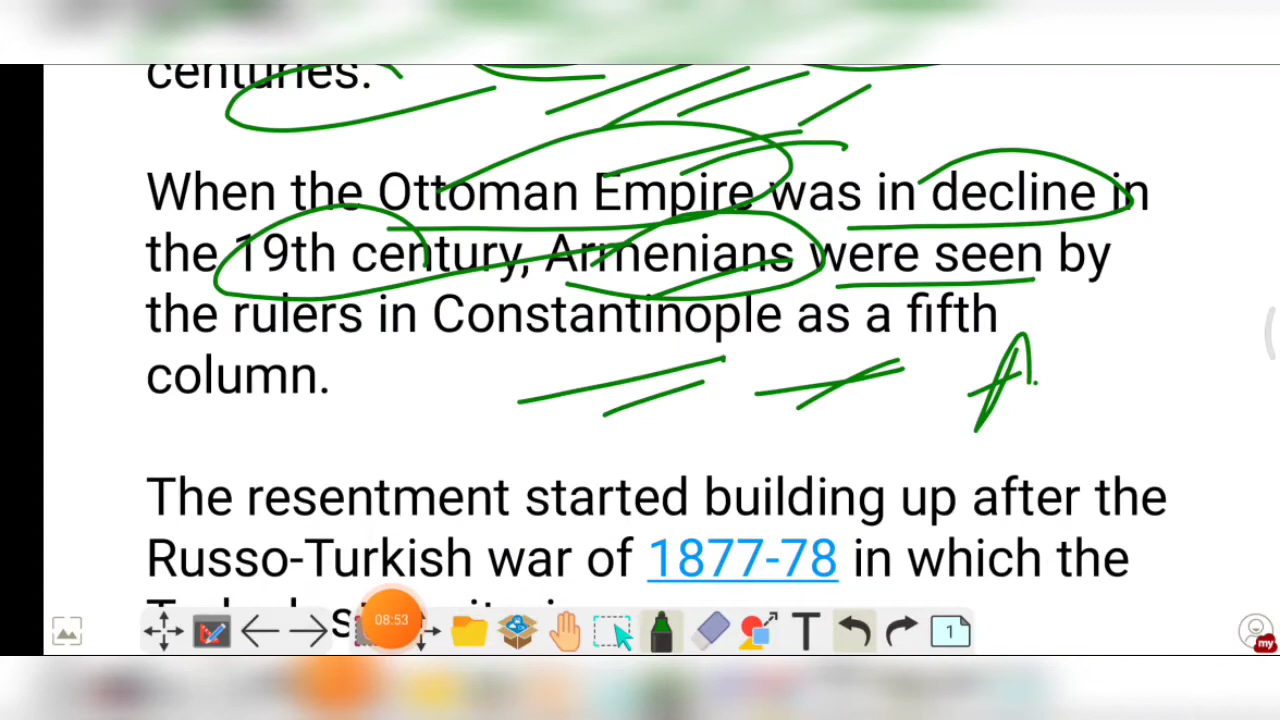 centuries.
When the Ottoman Empire was in decline in
the 19th century, Armenians were seen by
the rulers in Constantinople as a fifth
column.
A
The resentment started building up after the
Russo-Turkish war of 1877-78 in which the
08:53
T
1
my